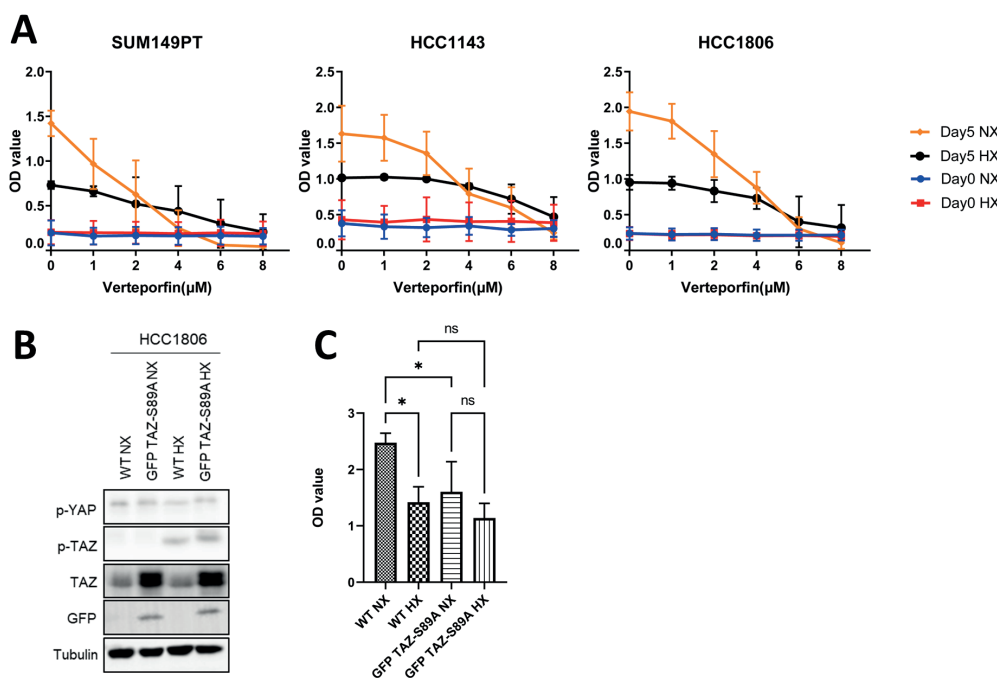 A
SUM149PT
HCC1143
HCC1806
OD value
2.0
1.5
1.0
0.5
0.0
0 1 2 4 6 8
Verteporfin(µM)
OD value
2.5
2.0
1.5
1.0
0.5
0.0
0 1 2 4 6 8
Verteporfin(µM)
OD value
2.5
2.0
1.5
1.0
0.5
0.0
0 1 2 4 6 8
Verteporfin(µM)
Day5 NX
Day5 HX
Day0 NX
Day0 HX
B
HCC1806
WT NX
GFP TAZ-S89A NX
WT HX
GFP TAZ-S89A HX
p-YAP
p-TAZ
TAZ
GFP
Tubulin
C
ns
*
*
ns
OD value
3
2
1
0
WT NX
WT HX
GFP TAZ-S89A NX
GFP TAZ-S89A HX